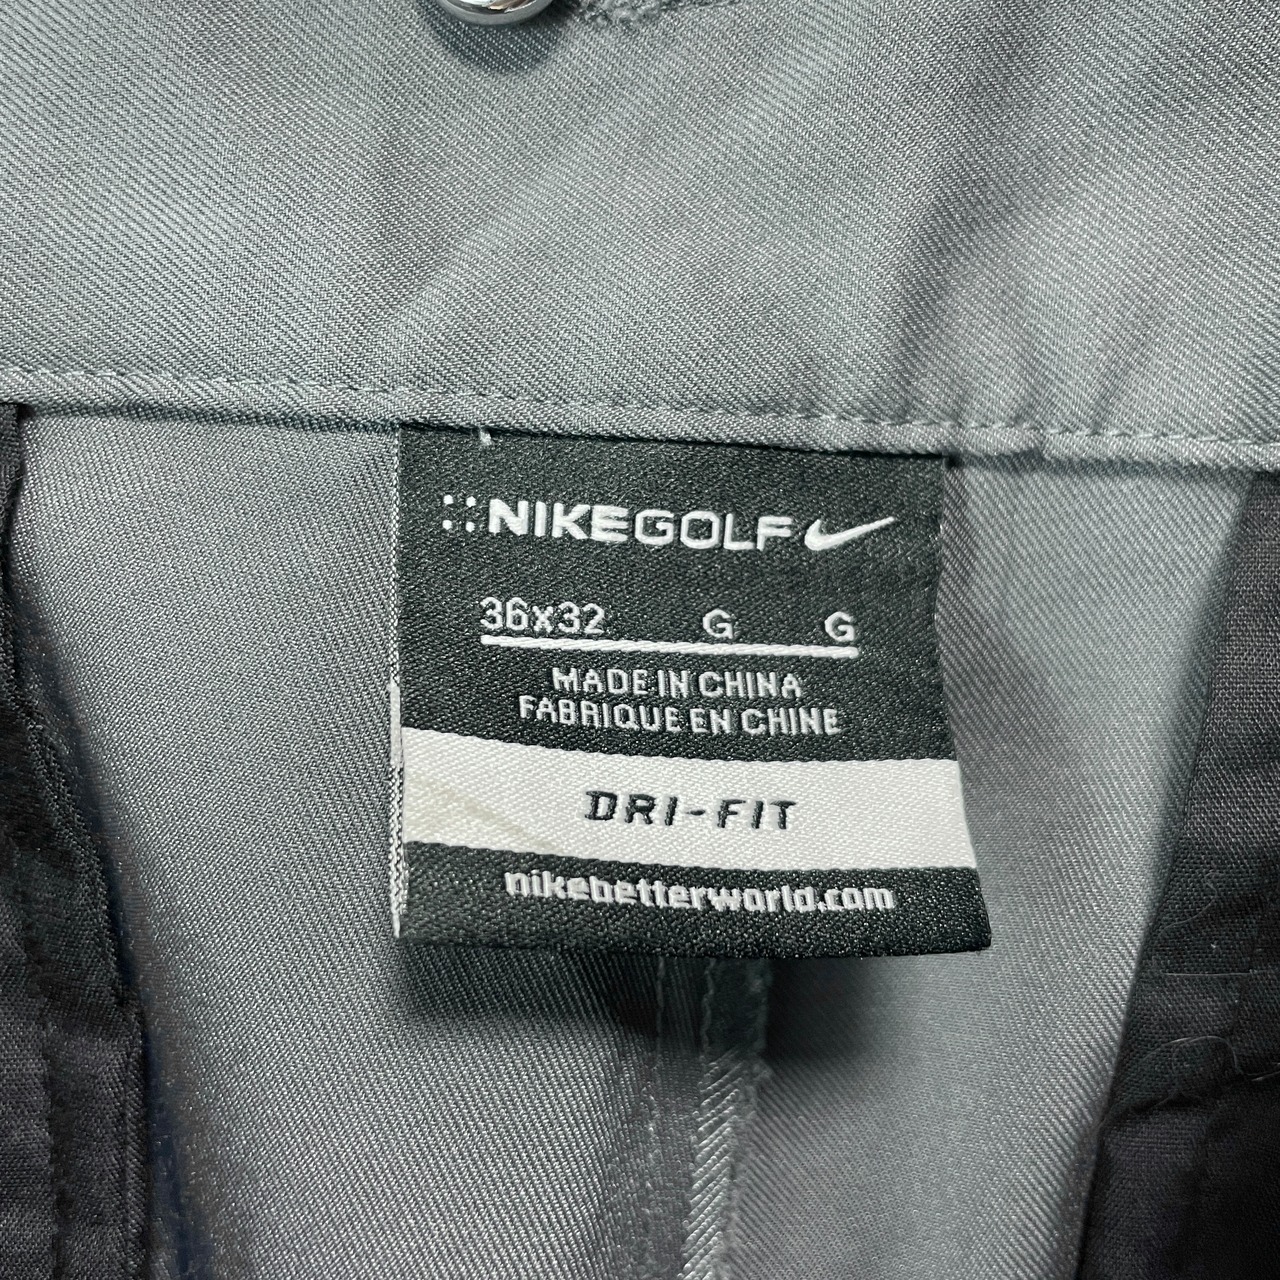 NIKEGOLF
36x32 G G
MADE IN CHINA
FABRIQUE EN CHINE
DRI-FIT
nikebetterworld.com